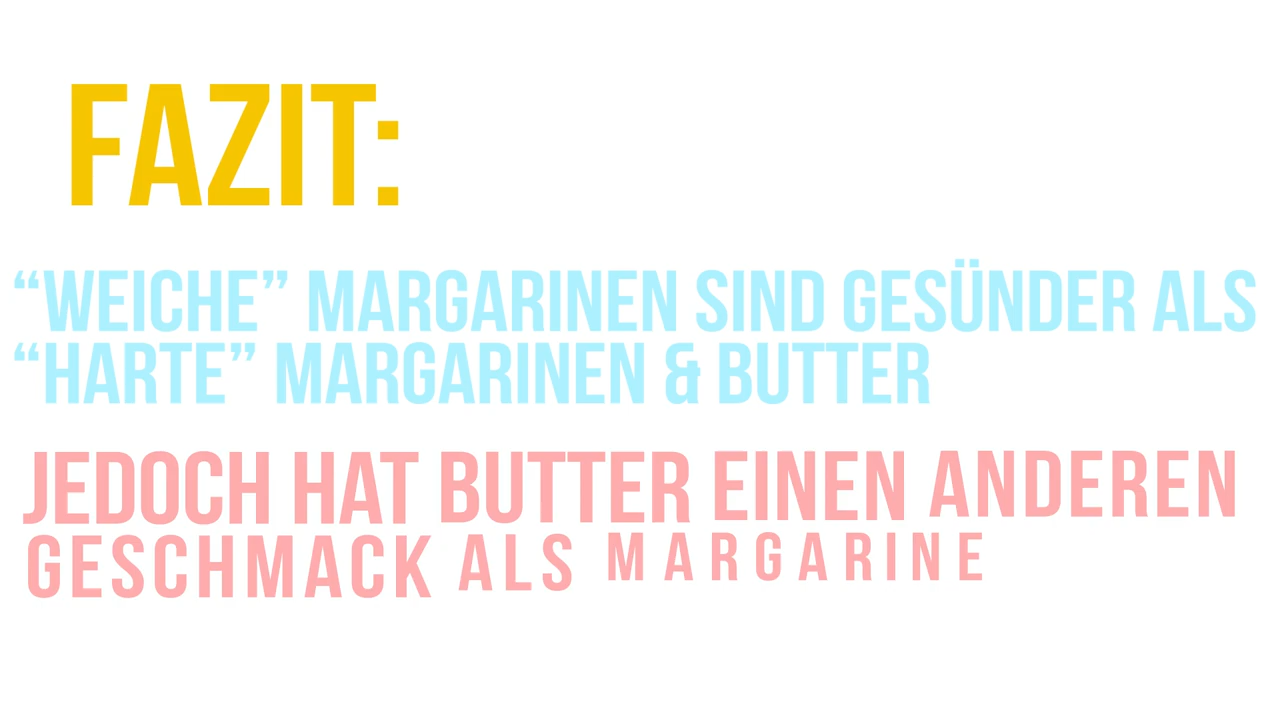 FAZIT:
“WEICHE” MARGARINEN SIND GESÜNDER ALS
“HARTE” MARGARINEN & BUTTER
JEDOCH HAT BUTTER EINEN ANDEREN
GESCHMACK ALS MARGARINE